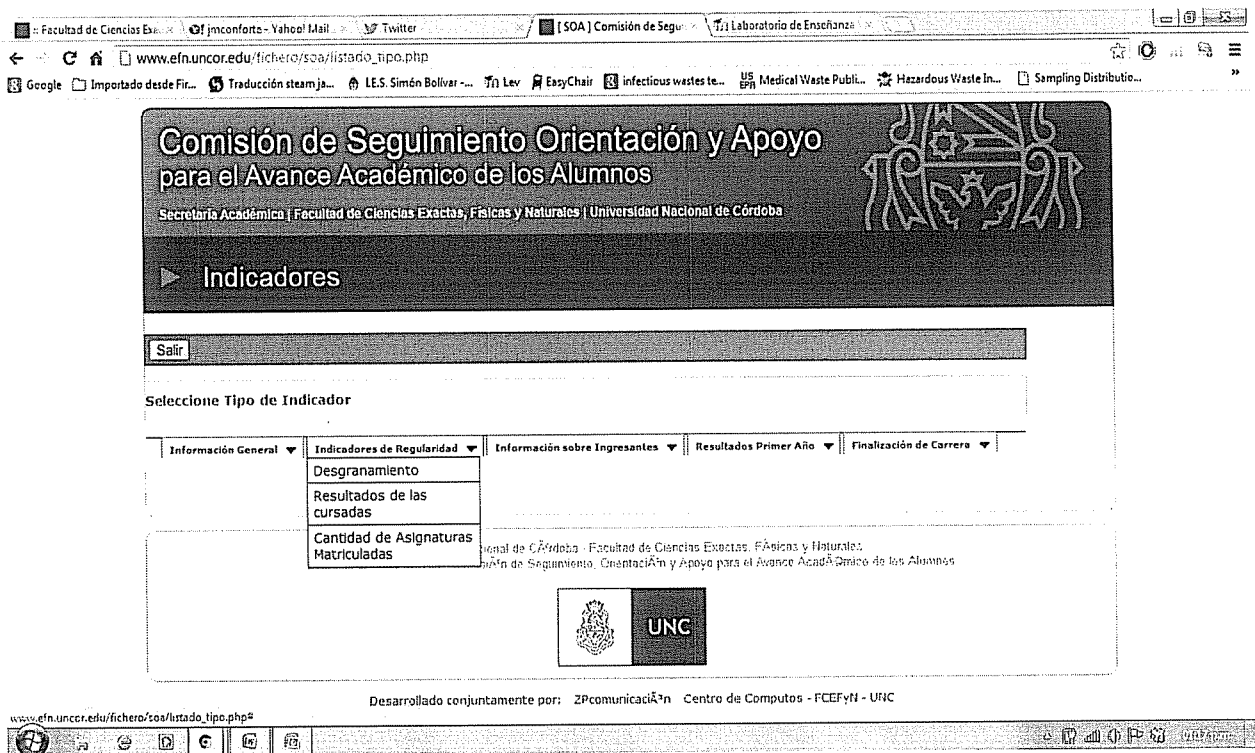 :: Facultad de Ciencias Exa...
jmconforte - Yahoo! Mail
Twitter
[ SOA ] Comisión de Segui
Laboratorio de Enseñanza
www.efn.uncor.edu/fichero/soa/listado_tipo.php
Google Importado desde Fir... Traducción steam ja... I.E.S. Simón Bolívar -... Lev EasyChair infectious wastes te... Medical Waste Publi... Hazardous Waste In... Sampling Distributio... »
Comisión de Seguimiento Orientación y Apoyo
para el Avance Académico de los Alumnos
Secretaría Académica | Facultad de Ciencias Exactas, Físicas y Naturales | Universidad Nacional de Córdoba
Indicadores
Salir
Seleccione Tipo de Indicador
Información General ▼ Indicadores de Regularidad ▼ Información sobre Ingresantes ▼ Resultados Primer Año ▼ Finalización de Carrera ▼
Desgranamiento
Resultados de las
cursadas
Cantidad de Asignaturas
Matriculadas
onal de CÃ³rdoba - Facultad de Ciencias Exactas, FÃ­sicas y Naturales
iÃ³n de Seguimiento, OrientaciÃ³n y Apoyo para el Avance AcadÃ©mico de los Alumnos
UNC
Desarrollado conjuntamente por: ZPcomunicaciÃ³n Centro de Computos - FCEFyN - UNC
www.efn.uncor.edu/fichero/soa/listado_tipo.php#